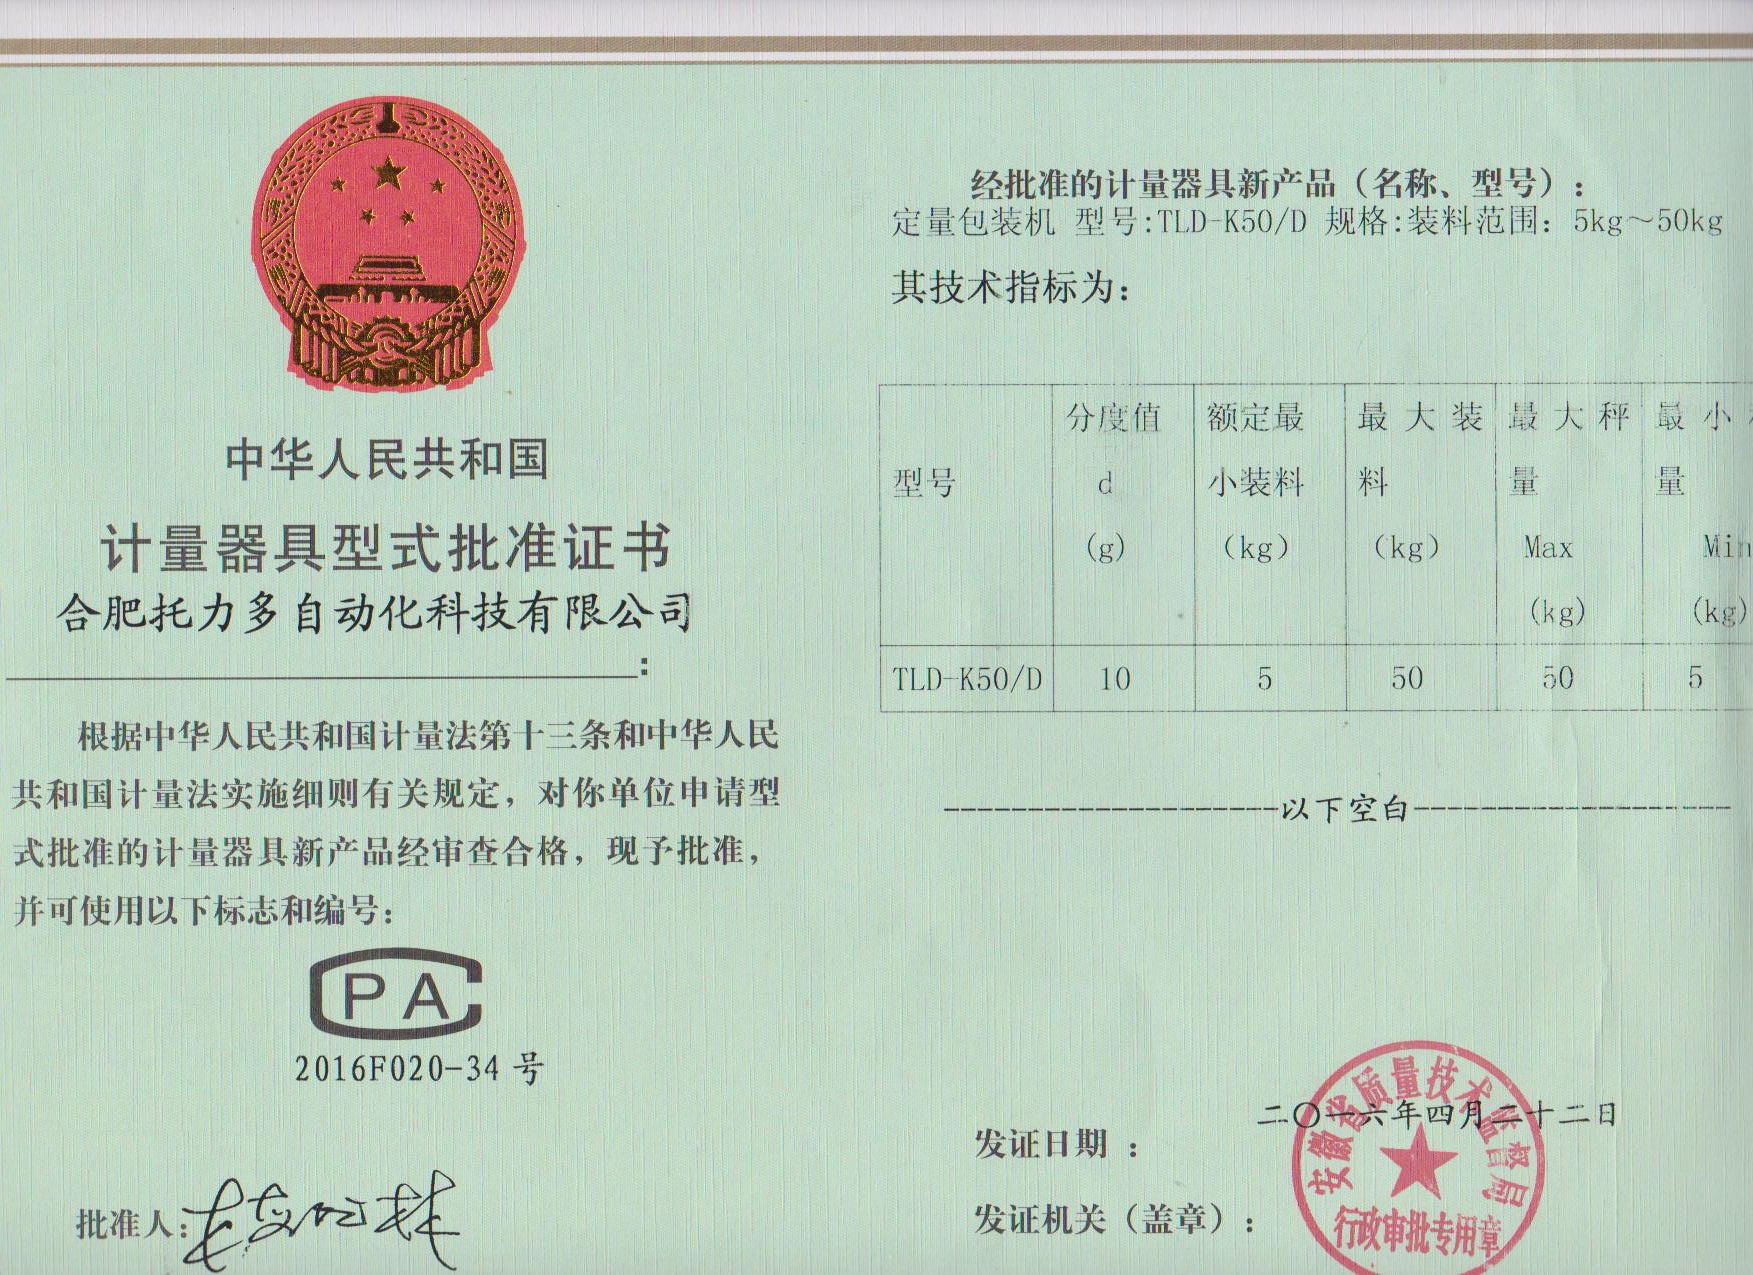 中华人民共和国
计量器具型式批准证书
合肥托力多自动化科技有限公司
:
根据中华人民共和国计量法第十三条和中华人民
共和国计量法实施细则有关规定，对你单位申请型
式批准的计量器具新产品经审查合格，现予批准，
并可使用以下标志和编号：
CPA
2016F020-34 号
批准人：
经批准的计量器具新产品（名称、型号）：
定量包装机 型号:TLD-K50/D 规格:装料范围：5kg～50kg
其技术指标为：
型号
分度值
d
(g)
额定最
小装料
（kg）
最大装
料
（kg）
最大秤
量
Max
(kg)
最小
量
Min
(kg)
TLD-K50/D 10 5 50 50 5
以下空白
二〇一六年四月二十二日
发证日期：
发证机关（盖章）：
安徽省质量技术监督局
行政审批专用章